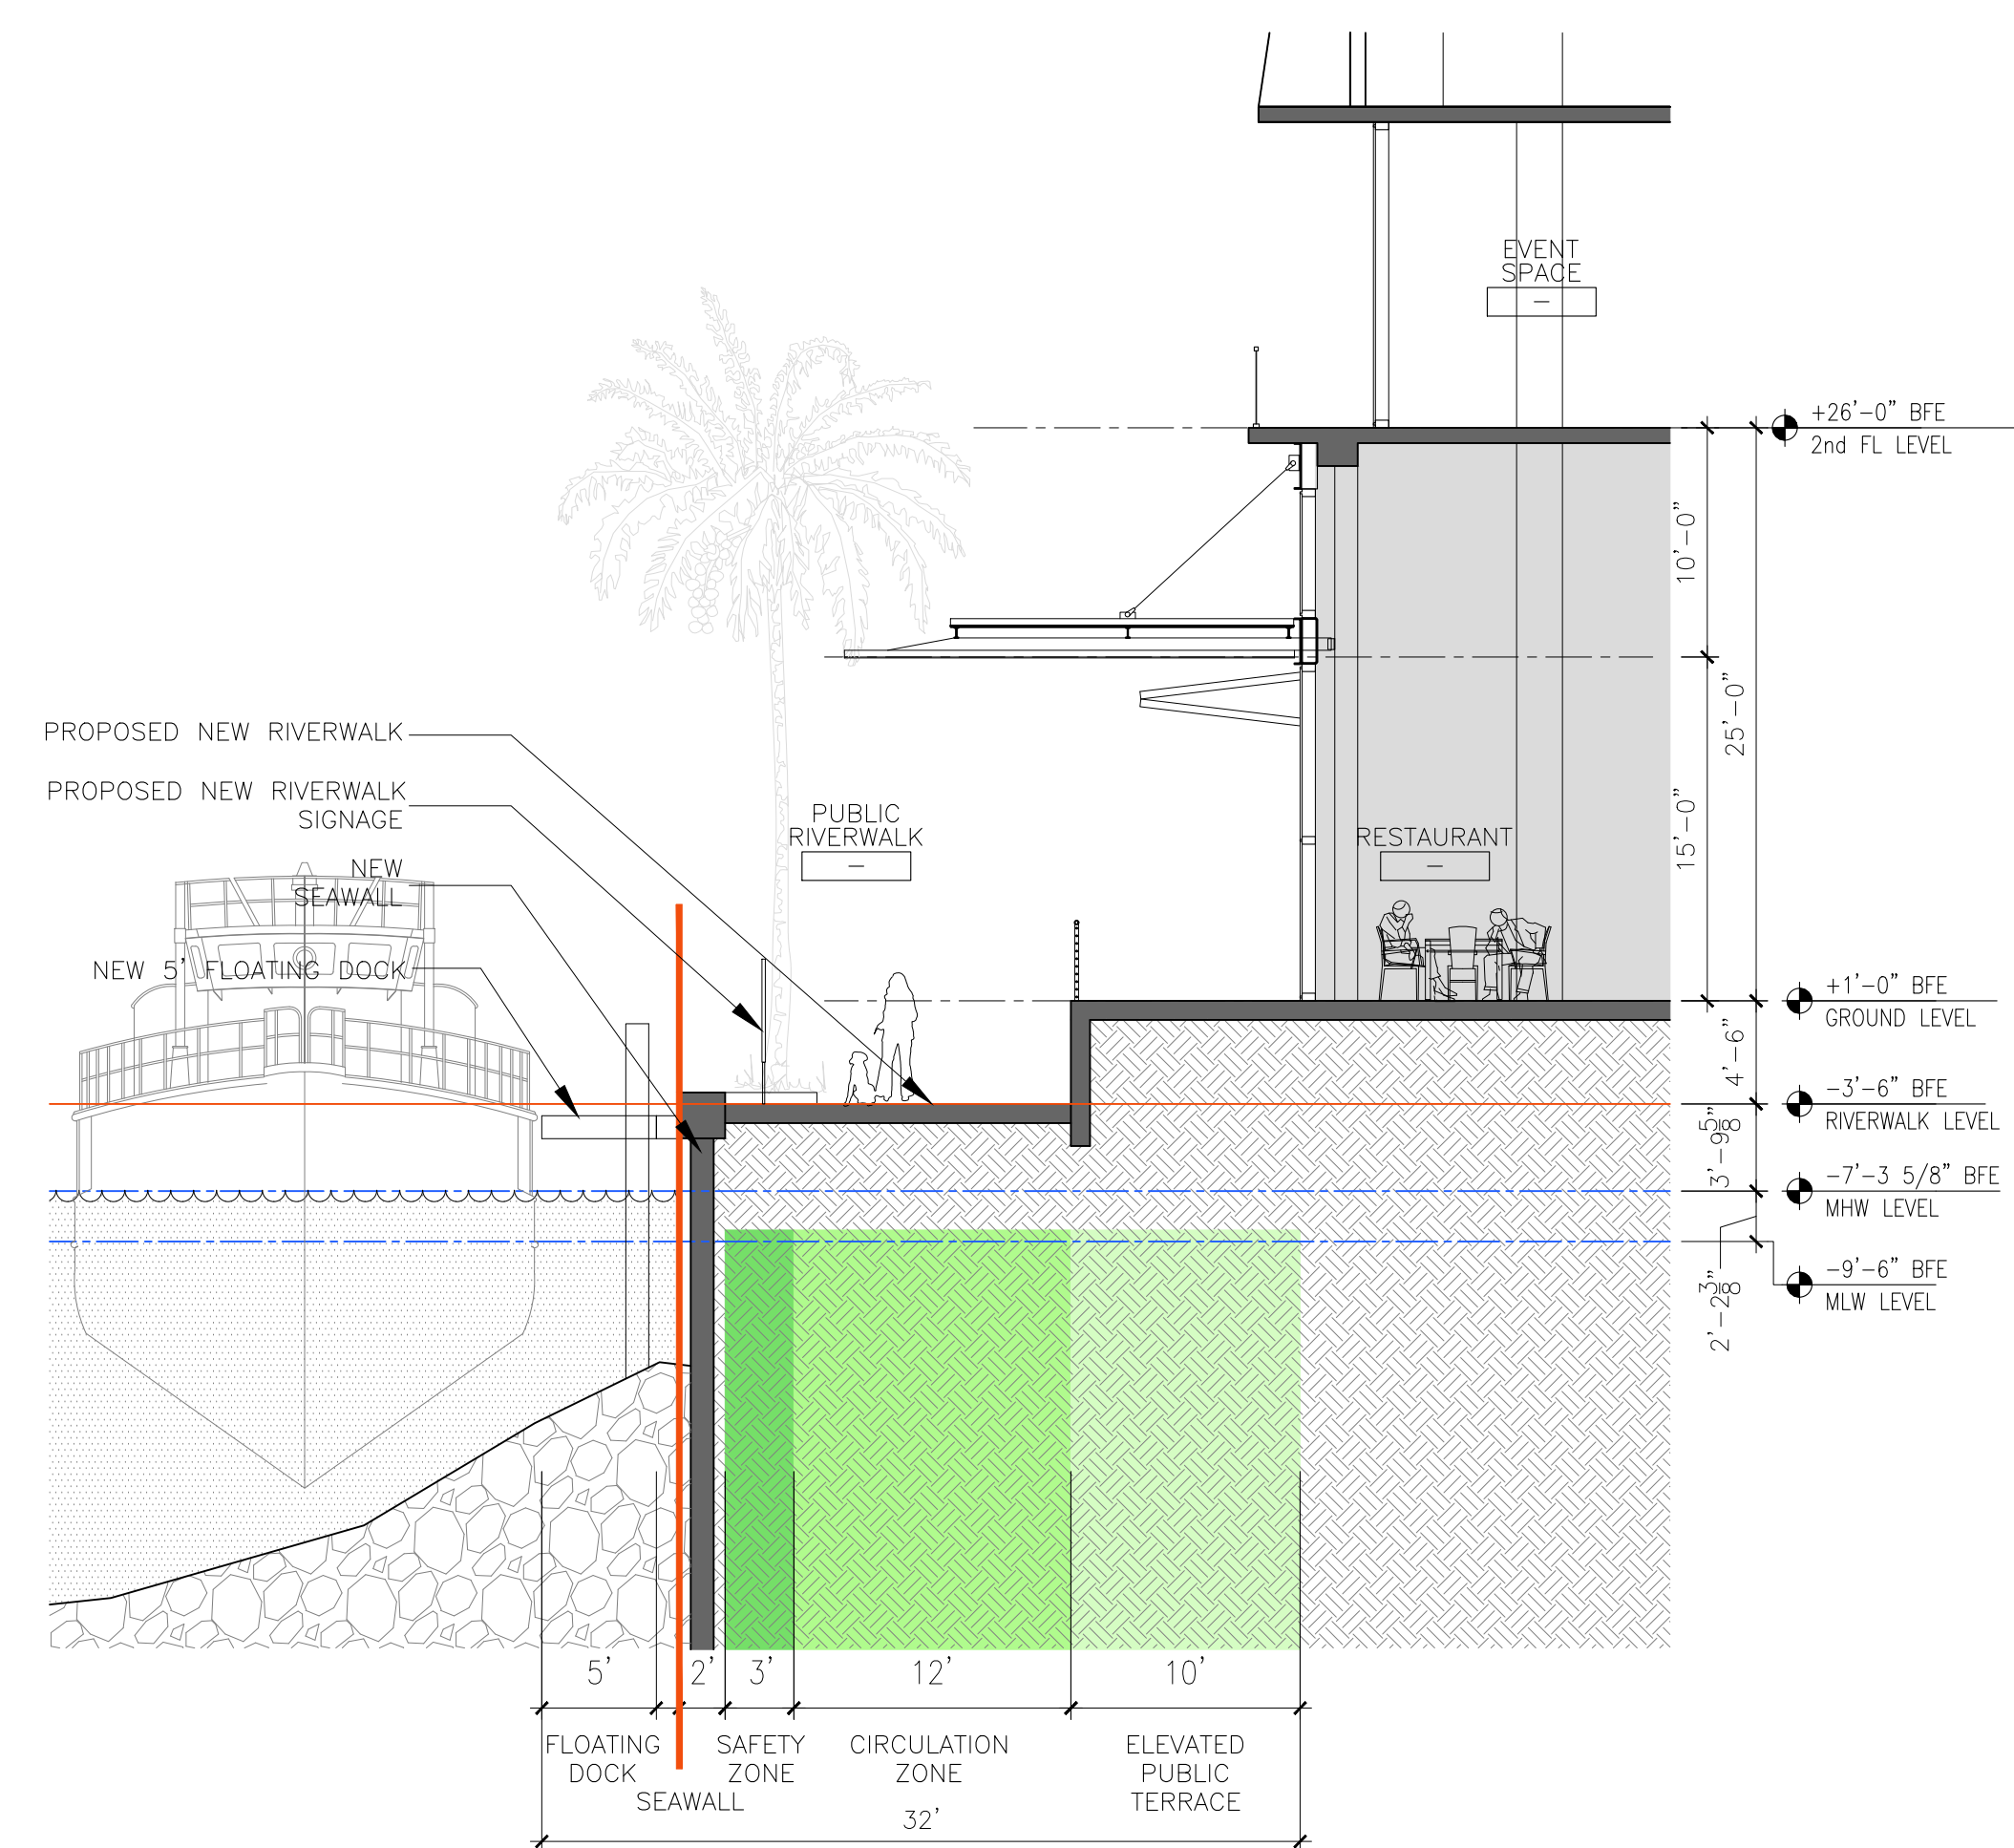 EVENT
SPACE
–
+26'-0" BFE
2nd FL LEVEL
10'-0"
25'-0"
15'-0"
PROPOSED NEW RIVERWALK
PROPOSED NEW RIVERWALK
SIGNAGE
NEW
SEAWALL
NEW 5' FLOATING DOCK
PUBLIC
RIVERWALK
–
RESTAURANT
–
+1'-0" BFE
GROUND LEVEL
4'-6"
-3'-6" BFE
RIVERWALK LEVEL
3'-9 5/8"
-7'-3 5/8" BFE
MHW LEVEL
2'-2 3/8"
-9'-6" BFE
MLW LEVEL
5' 2' 3' 12' 10'
FLOATING
DOCK
SEAWALL
SAFETY
ZONE
CIRCULATION
ZONE
ELEVATED
PUBLIC
TERRACE
32'